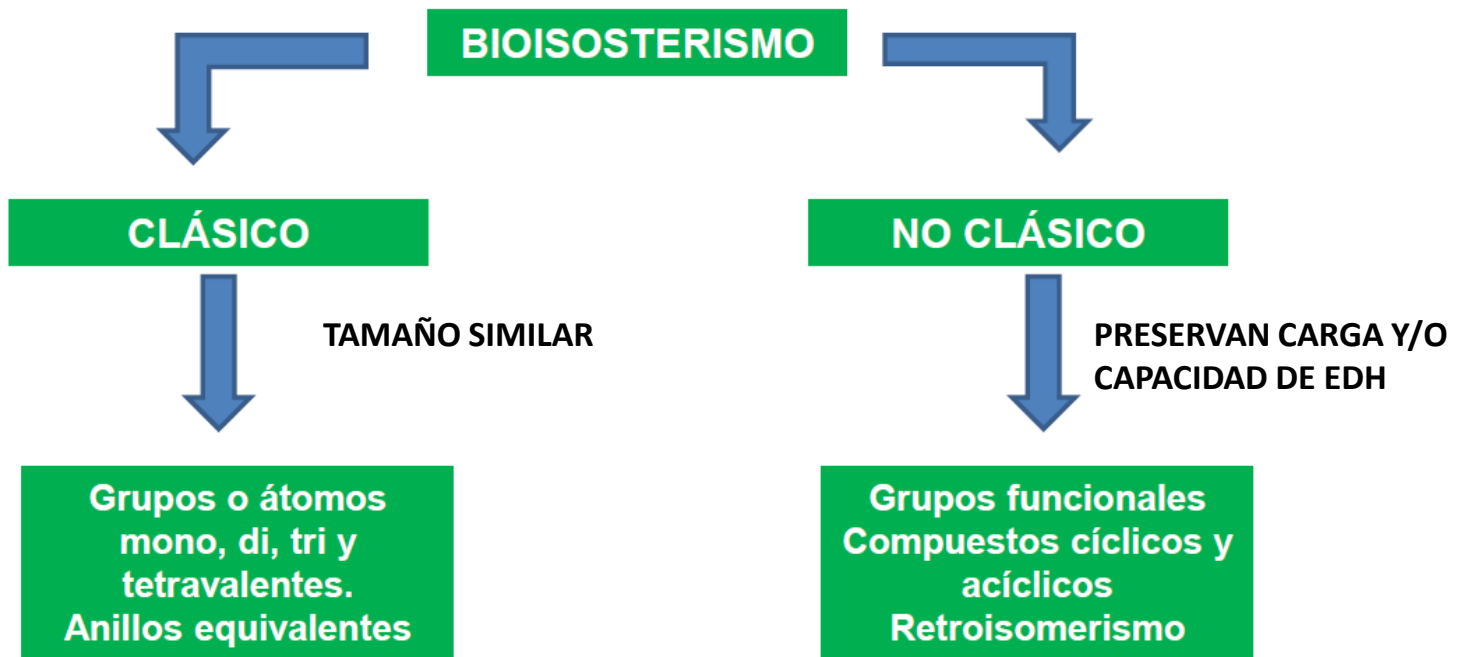 BIOISOSTERISMO
CLÁSICO
NO CLÁSICO
TAMAÑO SIMILAR
PRESERVAN CARGA Y/O
CAPACIDAD DE EDH
Grupos o átomos
mono, di, tri y
tetravalentes.
Anillos equivalentes
Grupos funcionales
Compuestos cíclicos y
acíclicos
Retroisomerismo